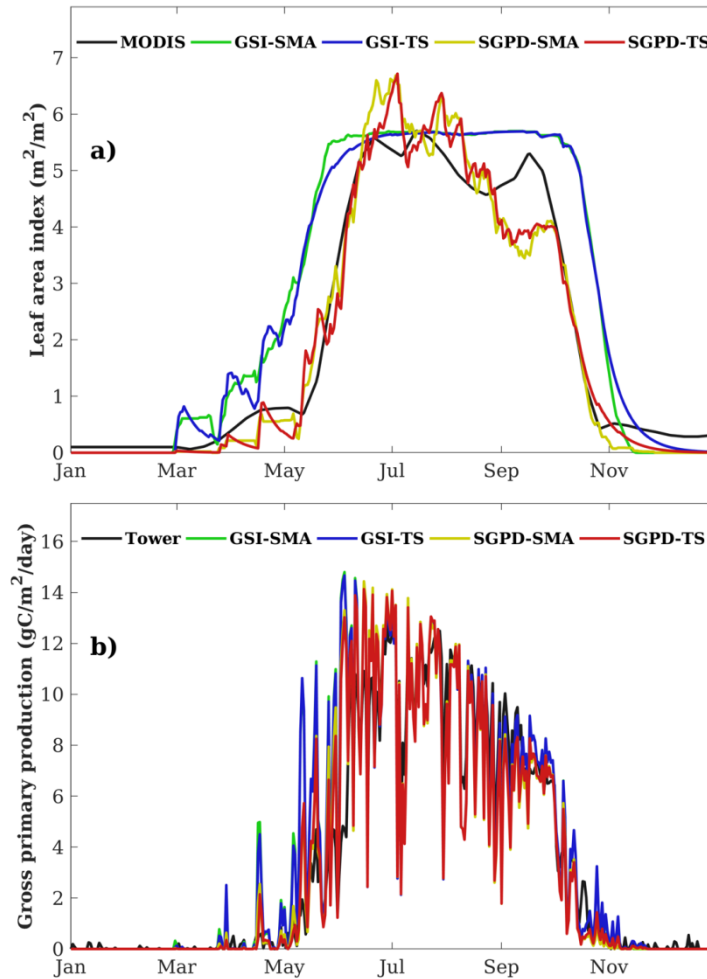 7
MODIS GSI-SMA GSI-TS SGPD-SMA SGPD-TS
6
a)
5
4
3
2
1
0
Leaf area index (m²/m²)
Jan Mar May Jul Sep Nov
Tower GSI-SMA GSI-TS SGPD-SMA SGPD-TS
16
14
b)
12
10
8
6
4
2
0
Gross primary production (gC/m²/day)
Jan Mar May Jul Sep Nov